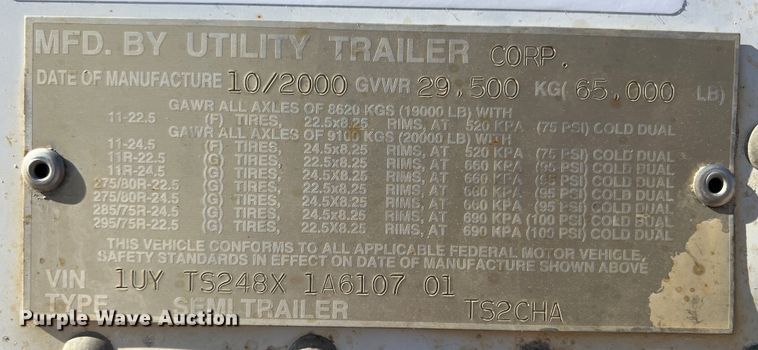 MFD. BY UTILITY TRAILER CORP.
DATE OF MANUFACTURE 10/2000 GVWR 29,500 KG( 65,000 LB)
GAWR ALL AXLES OF 8620 KGS (19000 LB) WITH
11-22.5 (F) TIRES, 22.5x8.25 RIMS, AT 520 KPA (75 PSI) COLD DUAL
GAWR ALL AXLES OF 9100 KGS (20000 LB) WITH
11-24.5 (F) TIRES, 24.5x8.25 RIMS, AT 520 KPA (75 PSI) COLD DUAL
11R-22.5 (G) TIRES, 22.5x8.25 RIMS, AT 660 KPA PSI) COLD DUAL
11R-24.5 (G) TIRES, 24.5x8.25 RIMS, AT 660 KPA PSI) COLD DUAL
275/80R-22.5 (G) TIRES, 22.5x8.25 RIMS, AT 660 KPA (95 PSI) COLD DUAL
275/80R-24.5 (G) TIRES, 24.5x8.25 RIMS, AT 660 KPA (95 PSI) COLD DUAL
285/75R-24.5 (G) TIRES, 24.5x8.25 RIMS, AT 690 KPA (100 PSI) COLD DUAL
295/75R-22.5 (G) TIRES, 22.5X8.25 RIMS, AT 690 KPA (100 PSI) COLD DUAL
THIS VEHICLE CONFORMS TO ALL APPLICABLE FEDERAL MOTOR VEHICLE,
SAFETY STANDARDS IN EFFECT ON DATE OF MANUFACTURE SHOWN ABOVE
VIN 1UY TS248X 1A6107 01
TYPE SEMITRAILER TS2CHA
Purple Wave Auction